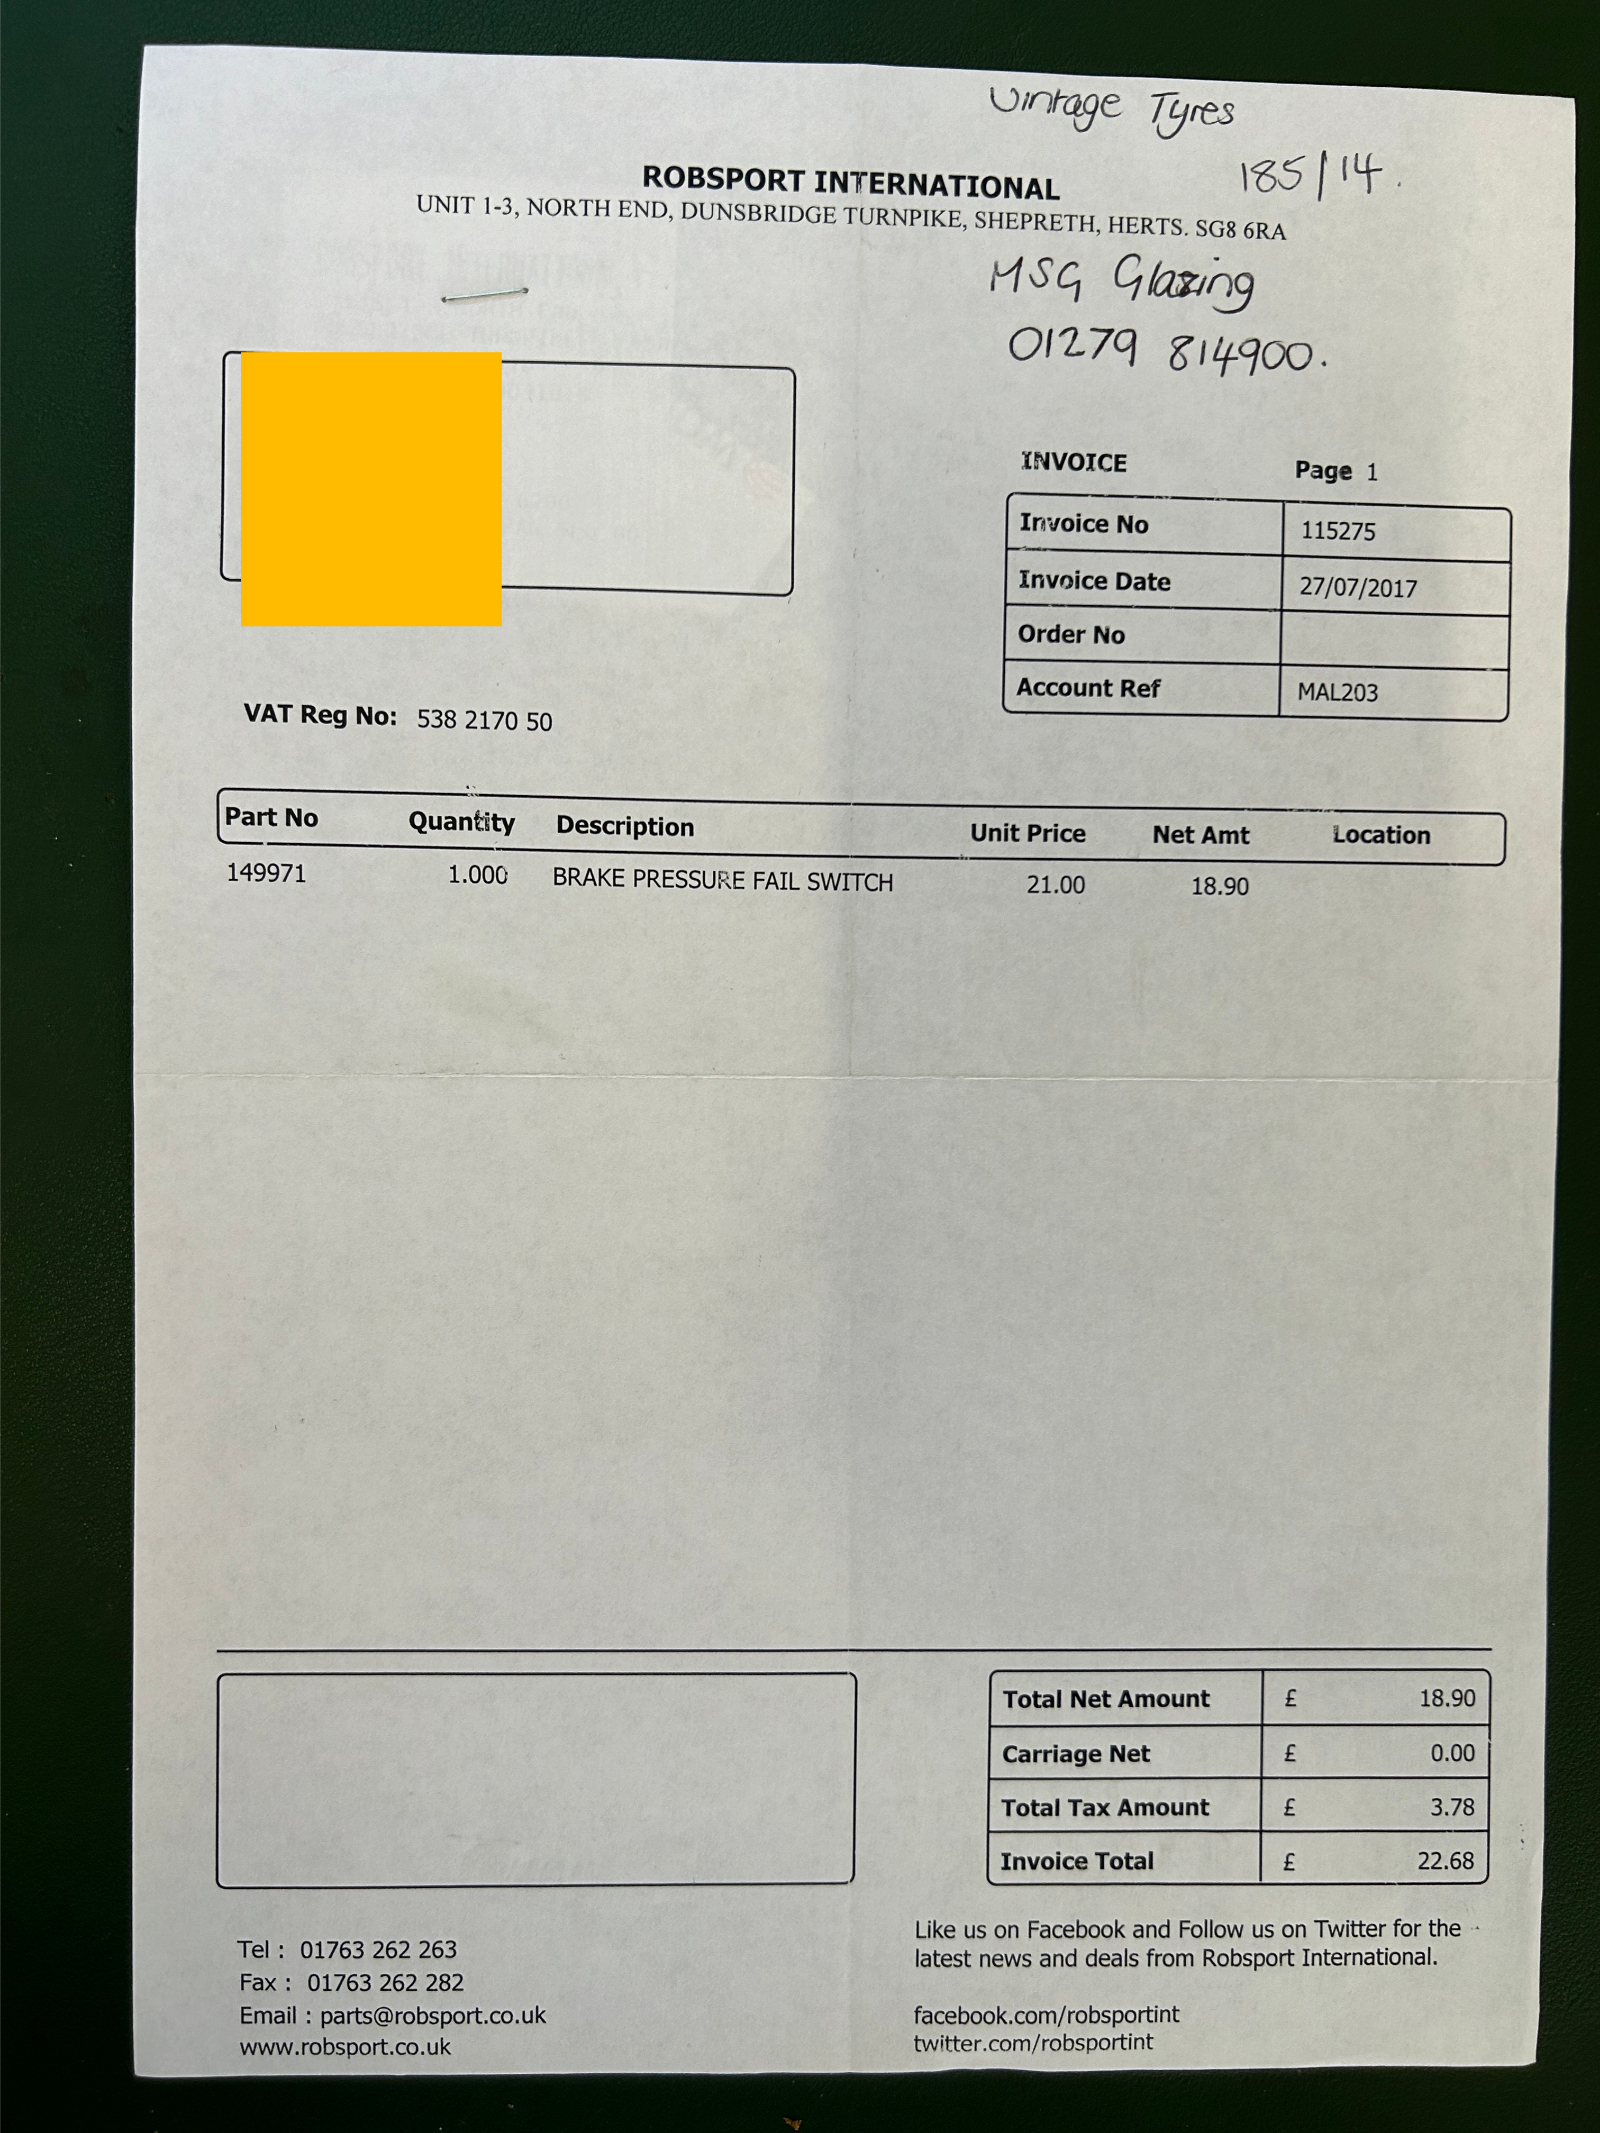 Vintage Tyres
185/14.
ROBSPORT INTERNATIONAL
UNIT 1-3, NORTH END, DUNSBRIDGE TURNPIKE, SHEPRETH, HERTS. SG8 6RA
MSG Glazing
01279 814900.
INVOICE Page 1
Invoice No 115275
Invoice Date 27/07/2017
Order No
Account Ref MAL203
VAT Reg No: 538 2170 50
Part No Quantity Description Unit Price Net Amt Location
149971 1.000 BRAKE PRESSURE FAIL SWITCH 21.00 18.90
Total Net Amount £ 18.90
Carriage Net £ 0.00
Total Tax Amount £ 3.78
Invoice Total £ 22.68
Tel : 01763 262 263
Fax : 01763 262 282
Email : parts@robsport.co.uk
www.robsport.co.uk
Like us on Facebook and Follow us on Twitter for the
latest news and deals from Robsport International.
facebook.com/robsportint
twitter.com/robsportint